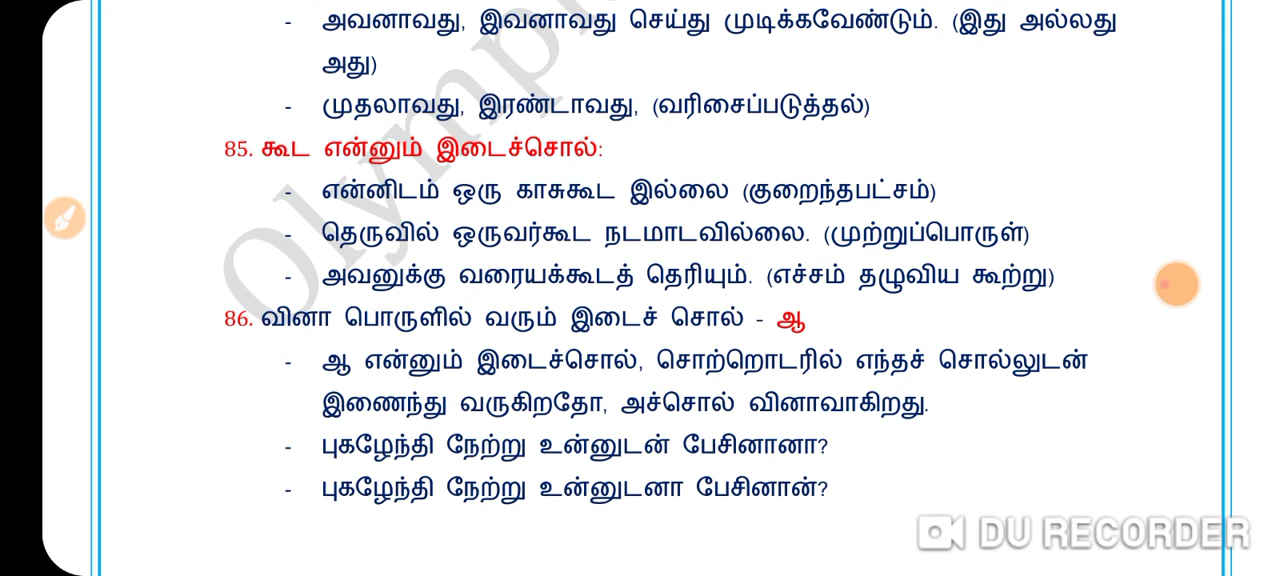 - அவனாவது, இவனாவது செய்து முடிக்கவேண்டும். (இது அல்லது
அது)
- முதலாவது, இரண்டாவது, (வரிசைப்படுத்தல்)
85. கூட என்னும் இடைச்சொல்:
- என்னிடம் ஒரு காசுகூட இல்லை (குறைந்தபட்சம்)
- தெருவில் ஒருவர்கூட நடமாடவில்லை. (முற்றுப்பொருள்)
- அவனுக்கு வரையக்கூடத் தெரியும். (எச்சம் தழுவிய கூற்று)
86. வினா பொருளில் வரும் இடைச் சொல் - ஆ
- ஆ என்னும் இடைச்சொல், சொற்றொடரில் எந்தச் சொல்லுடன்
இணைந்து வருகிறதோ, அச்சொல் வினாவாகிறது.
- புகழேந்தி நேற்று உன்னுடன் பேசினானா?
- புகழேந்தி நேற்று உன்னுடனா பேசினான்?
Olymp
DU RECORDER